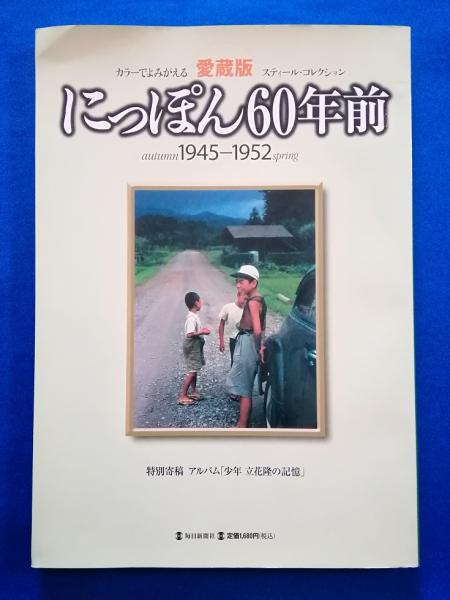 カラーでよみがえる 愛蔵版 スティール・コレクション
にっぽん60年前
autumn 1945–1952 spring
特別寄稿 アルバム「少年 立花隆の記憶」
毎日新聞社 定価1,680円(税込)